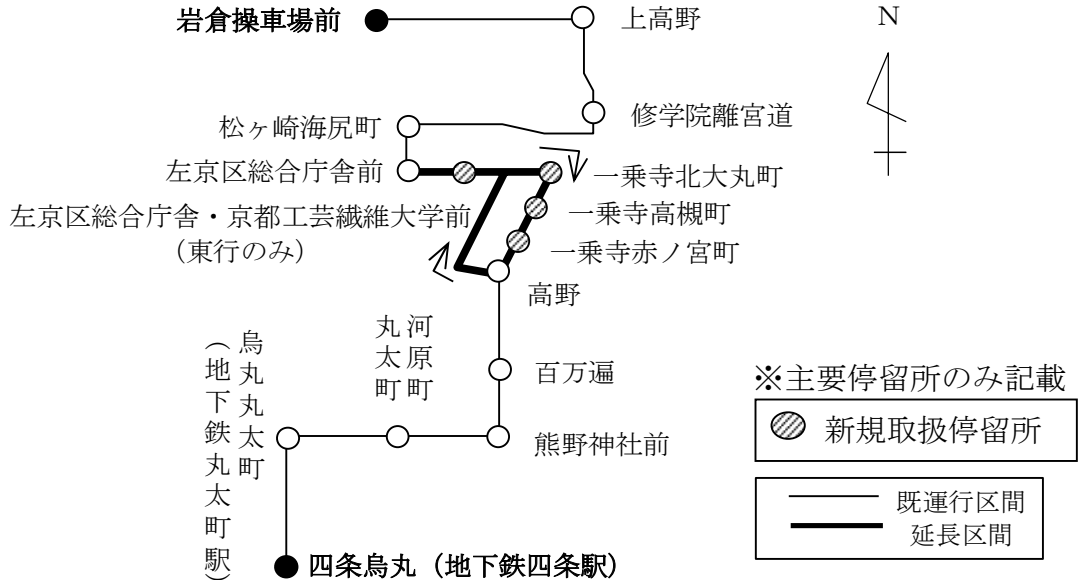 岩倉操車場前
上高野
N
修学院離宮道
松ヶ崎海尻町
左京区総合庁舎前
一乗寺北大丸町
左京区総合庁舎・京都工芸繊維大学前
(東行のみ)
一乗寺高槻町
一乗寺赤ノ宮町
高野
河原町
丸太町
烏丸丸太町
(地下鉄丸太町駅)
百万遍
熊野神社前
四条烏丸(地下鉄四条駅)
※主要停留所のみ記載
新規取扱停留所
既運行区間
延長区間